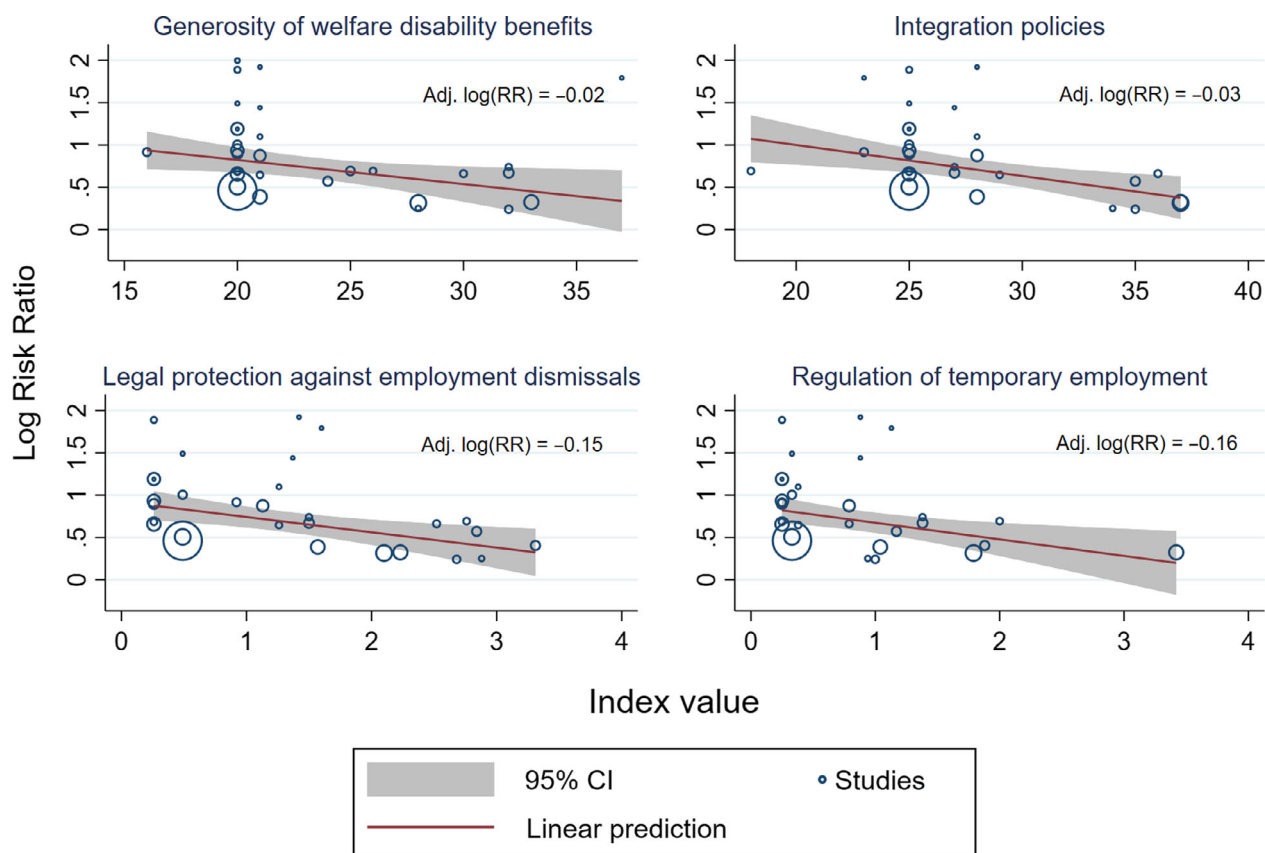 Generosity of welfare disability benefits
Integration policies
Adj. log(RR) = −0.02
Adj. log(RR) = −0.03
2
1.5
1
.5
0
15 20 25 30 35
20 25 30 35 40
Log Risk Ratio
Legal protection against employment dismissals
Regulation of temporary employment
Adj. log(RR) = −0.15
Adj. log(RR) = −0.16
2
1.5
1
.5
0
0 1 2 3 4
2
1.5
1
.5
0
0 1 2 3 4
2
1.5
1
.5
0
Index value
95% CI
Studies
Linear prediction